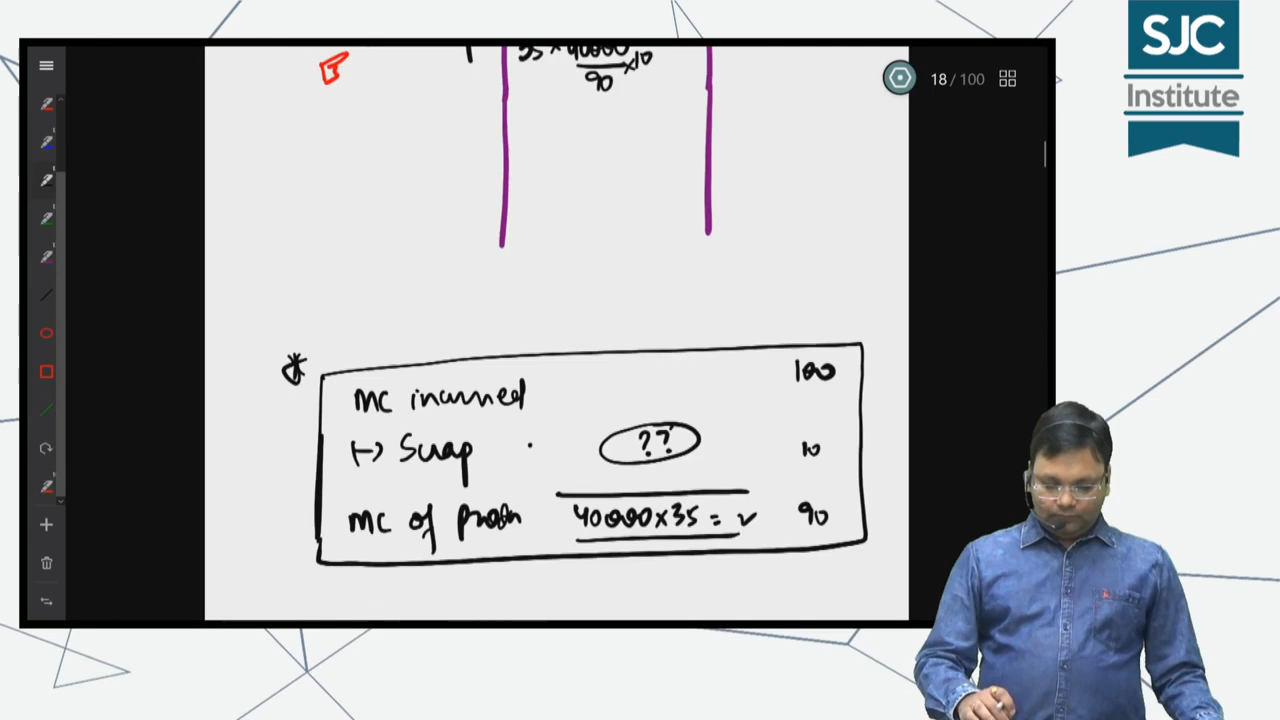 SJC
Institute
18 / 100
35 × 40000 × 10
90
MC incurred 100
(-) Scrap ?? 10
MC of prodn 40000×35 = ✓ 90